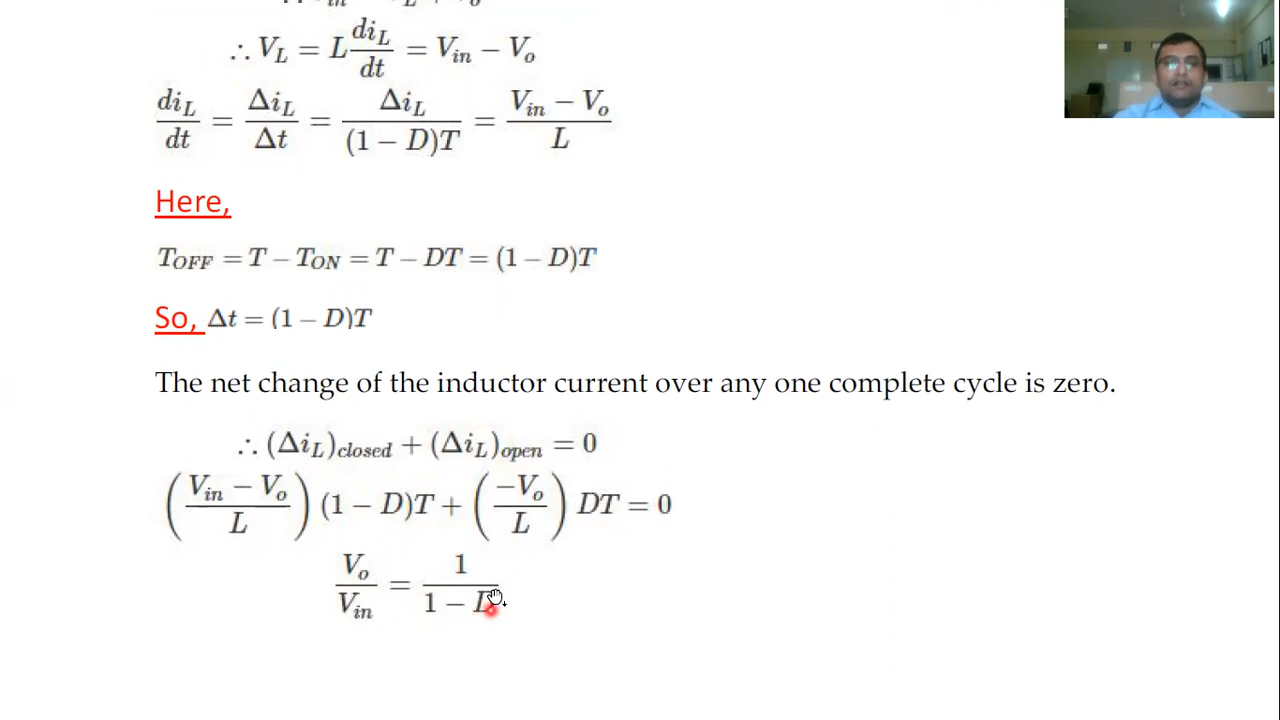 ∴ V_L = L di_L/dt = V_in − V_o
di_L/dt = Δi_L/Δt = Δi_L/(1 − D)T = (V_in − V_o)/L
Here,
T_OFF = T − T_ON = T − DT = (1 − D)T
So, Δt = (1 − D)T
The net change of the inductor current over any one complete cycle is zero.
∴ (Δi_L)_closed + (Δi_L)_open = 0
((V_in − V_o)/L) (1 − D)T + (−V_o/L) DT = 0
V_o/V_in = 1/(1 − D)